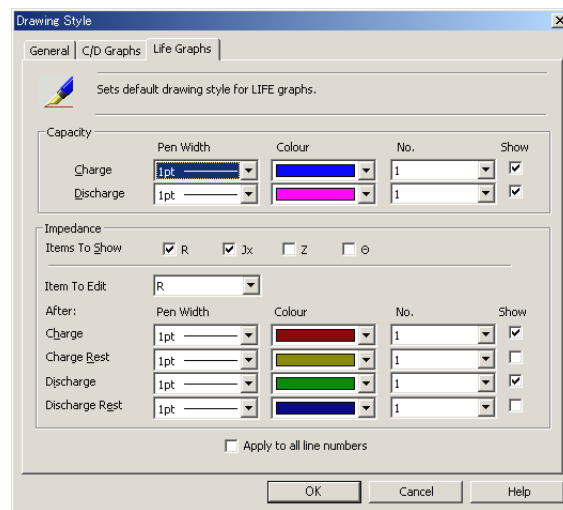 Drawing Style
General C/D Graphs Life Graphs
Sets default drawing style for LIFE graphs.
Capacity
Pen Width Colour No. Show
Charge 1pt 1
Discharge 1pt 1
Impedance
Items To Show R Jx Z Θ
Item To Edit R
After: Pen Width Colour No. Show
Charge 1pt 1
Charge Rest 1pt 1
Discharge 1pt 1
Discharge Rest 1pt 1
Apply to all line numbers
OK Cancel Help